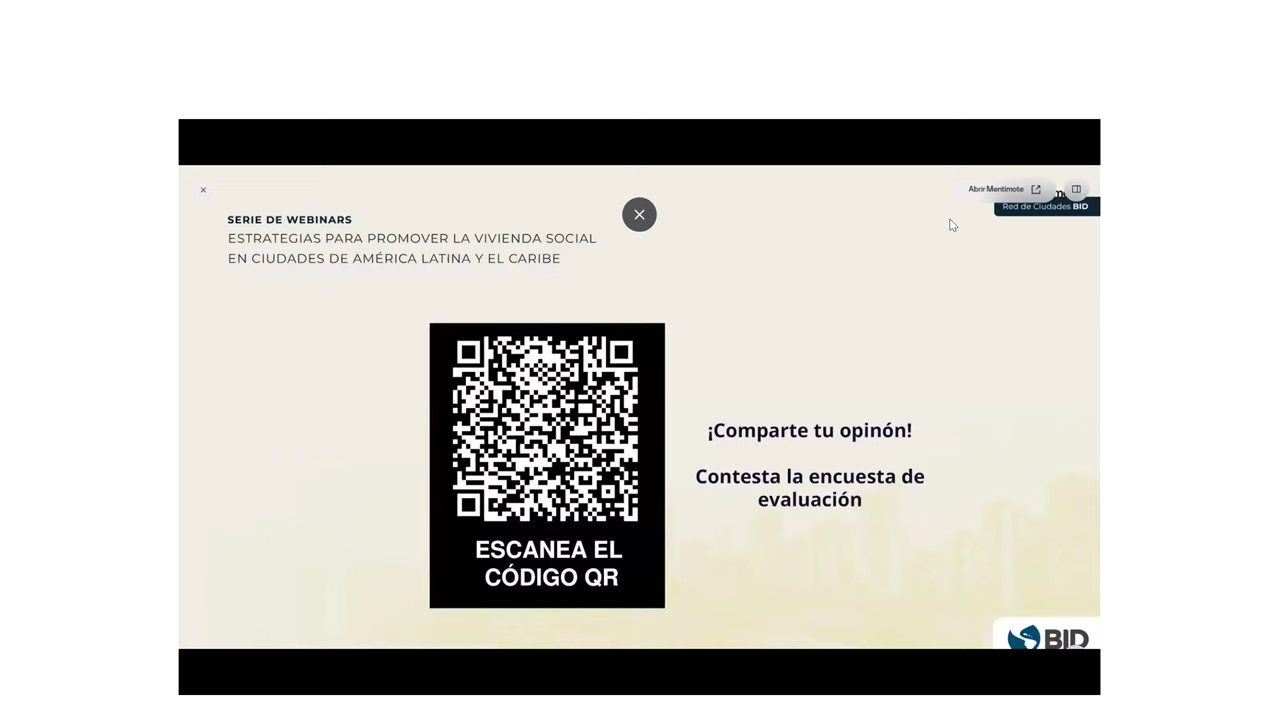 Abrir Mentimote
Red de Ciudades BID
SERIE DE WEBINARS
ESTRATEGIAS PARA PROMOVER LA VIVIENDA SOCIAL
EN CIUDADES DE AMÉRICA LATINA Y EL CARIBE
¡Comparte tu opinón!
Contesta la encuesta de
evaluación
ESCANEA EL
CÓDIGO QR
BID